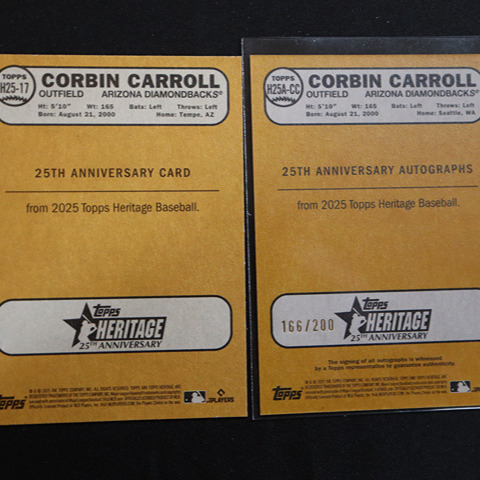 TOPPS
H25-17
CORBIN CARROLL
OUTFIELD ARIZONA DIAMONDBACKS®
Ht: 5'10" Wt: 165 Bats: Left Throws: Left
Born: August 21, 2000 Home: Tempe, AZ
25TH ANNIVERSARY CARD
from 2025 Topps Heritage Baseball.
Topps
HERITAGE
25TH ANNIVERSARY
Topps
PLAYERS
TOPPS
H25A-CC
CORBIN CARROLL
OUTFIELD ARIZONA DIAMONDBACKS®
Ht: 5'10" Wt: 165 Bats: Left Throws: Left
Born: August 21, 2000 Home: Seattle, WA
25TH ANNIVERSARY AUTOGRAPHS
from 2025 Topps Heritage Baseball.
166/200
Topps
HERITAGE
25TH ANNIVERSARY
The signing of all autographs is witnessed
by a Topps representative to guarantee authenticity.
Topps